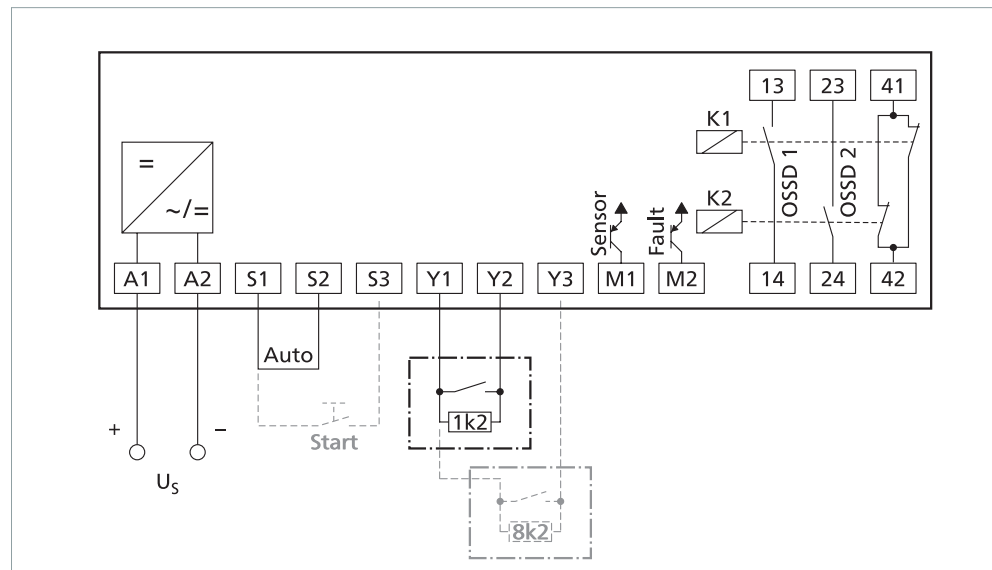 13 23 41
K1
OSSD 1
OSSD 2
=
~/=
K2
Sensor
Fault
A1 A2 S1 S2 S3 Y1 Y2 Y3 M1 M2 14 24 42
Auto
1k2
Start
+ −
US
8k2